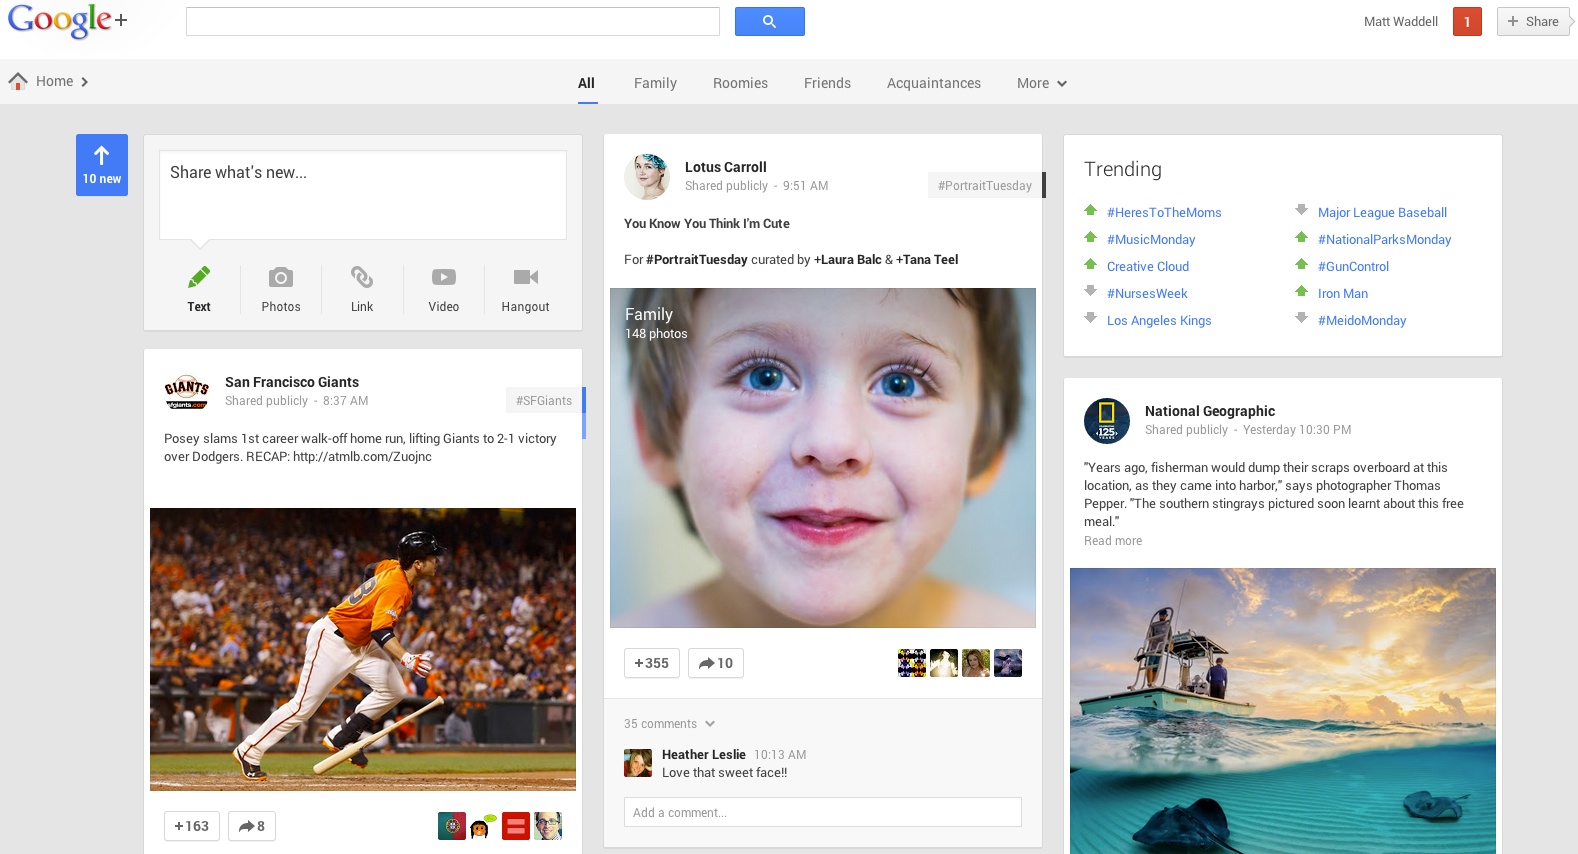 Google+
Matt Waddell
1
+ Share
Home
All
Family
Roomies
Friends
Acquaintances
More
10 new
Share what's new...
Text
Photos
Link
Video
Hangout
GIANTS
sfgiants.com
San Francisco Giants
Shared publicly - 8:37 AM
#SFGiants
Posey slams 1st career walk-off home run, lifting Giants to 2-1 victory
over Dodgers. RECAP: http://atmlb.com/Zuojnc
+163
8
Lotus Carroll
Shared publicly - 9:51 AM
#PortraitTuesday
You Know You Think I'm Cute
For #PortraitTuesday curated by +Laura Balc & +Tana Teel
Family
148 photos
+355
10
35 comments
Heather Leslie 10:13 AM
Love that sweet face!!
Add a comment...
Trending
#HeresToTheMoms
#MusicMonday
Creative Cloud
#NursesWeek
Los Angeles Kings
Major League Baseball
#NationalParksMonday
#GunControl
Iron Man
#MeidoMonday
125
YEARS
National Geographic
Shared publicly - Yesterday 10:30 PM
"Years ago, fisherman would dump their scraps overboard at this
location, as they came into harbor," says photographer Thomas
Pepper. "The southern stingrays pictured soon learnt about this free
meal."
Read more